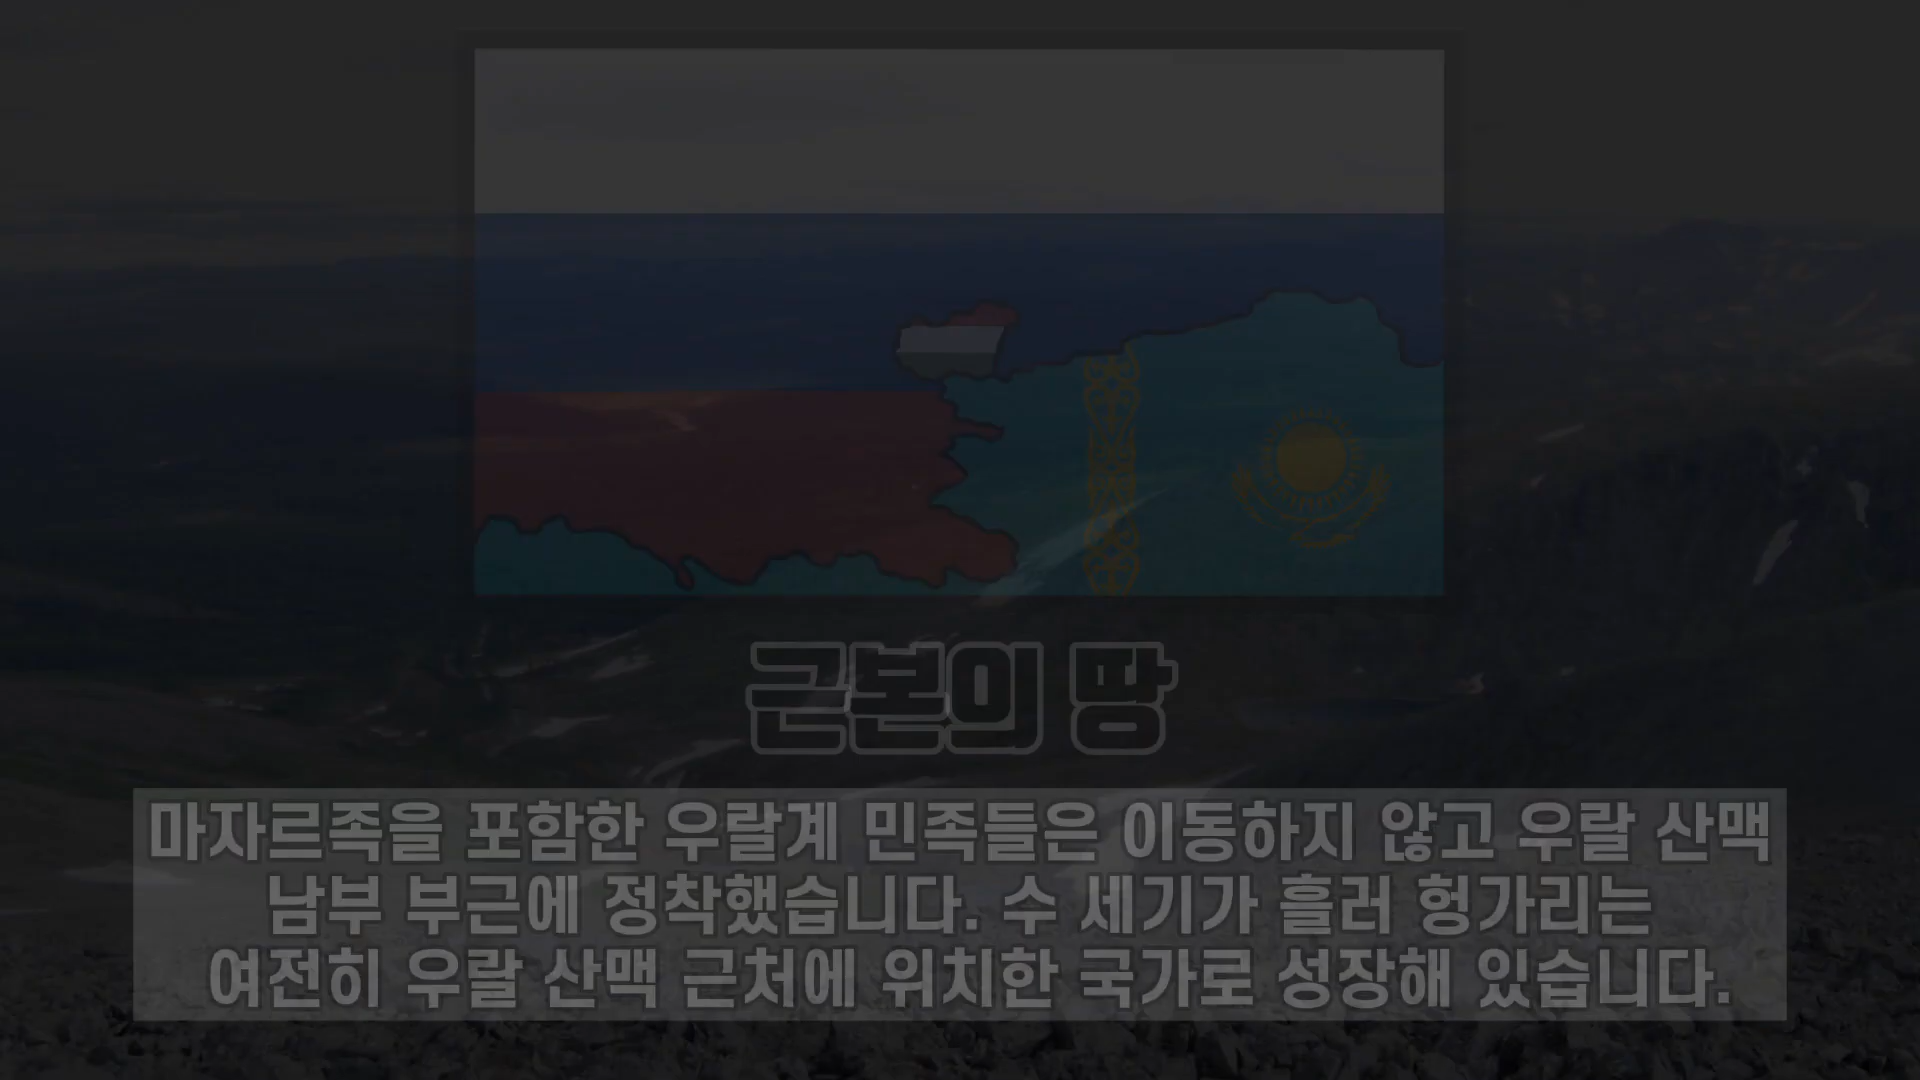 근본의 땅
마자르족을 포함한 우랄계 민족들은 이동하지 않고 우랄 산맥
남부 부근에 정착했습니다. 수 세기가 흘러 헝가리는
여전히 우랄 산맥 근처에 위치한 국가로 성장해 있습니다.